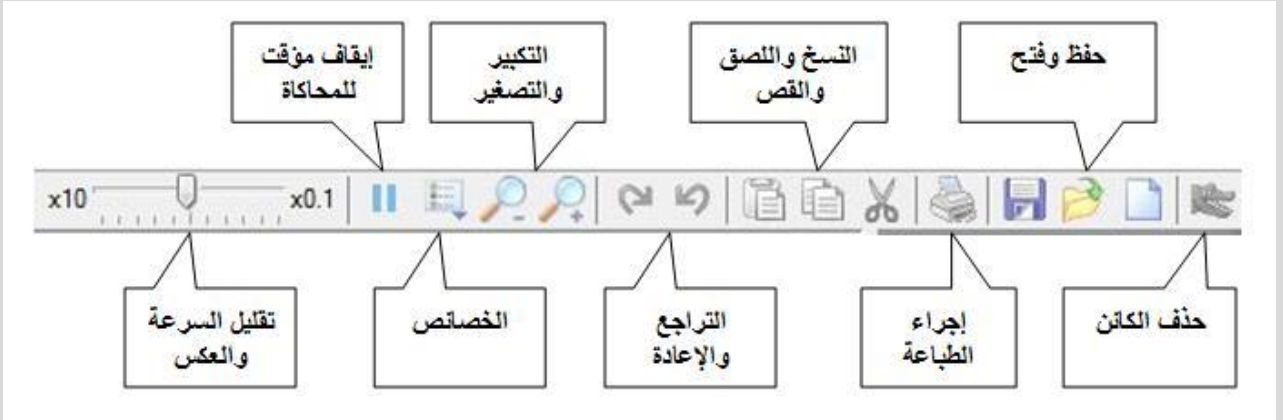 حفظ وفتح
النسخ واللصق
والقص
التكبير
والتصغير
إيقاف مؤقت
للمحاكاة
x10
x0.1
حذف الكائن
إجراء
الطباعة
التراجع
والإعادة
الخصائص
تقليل السرعة
والعكس